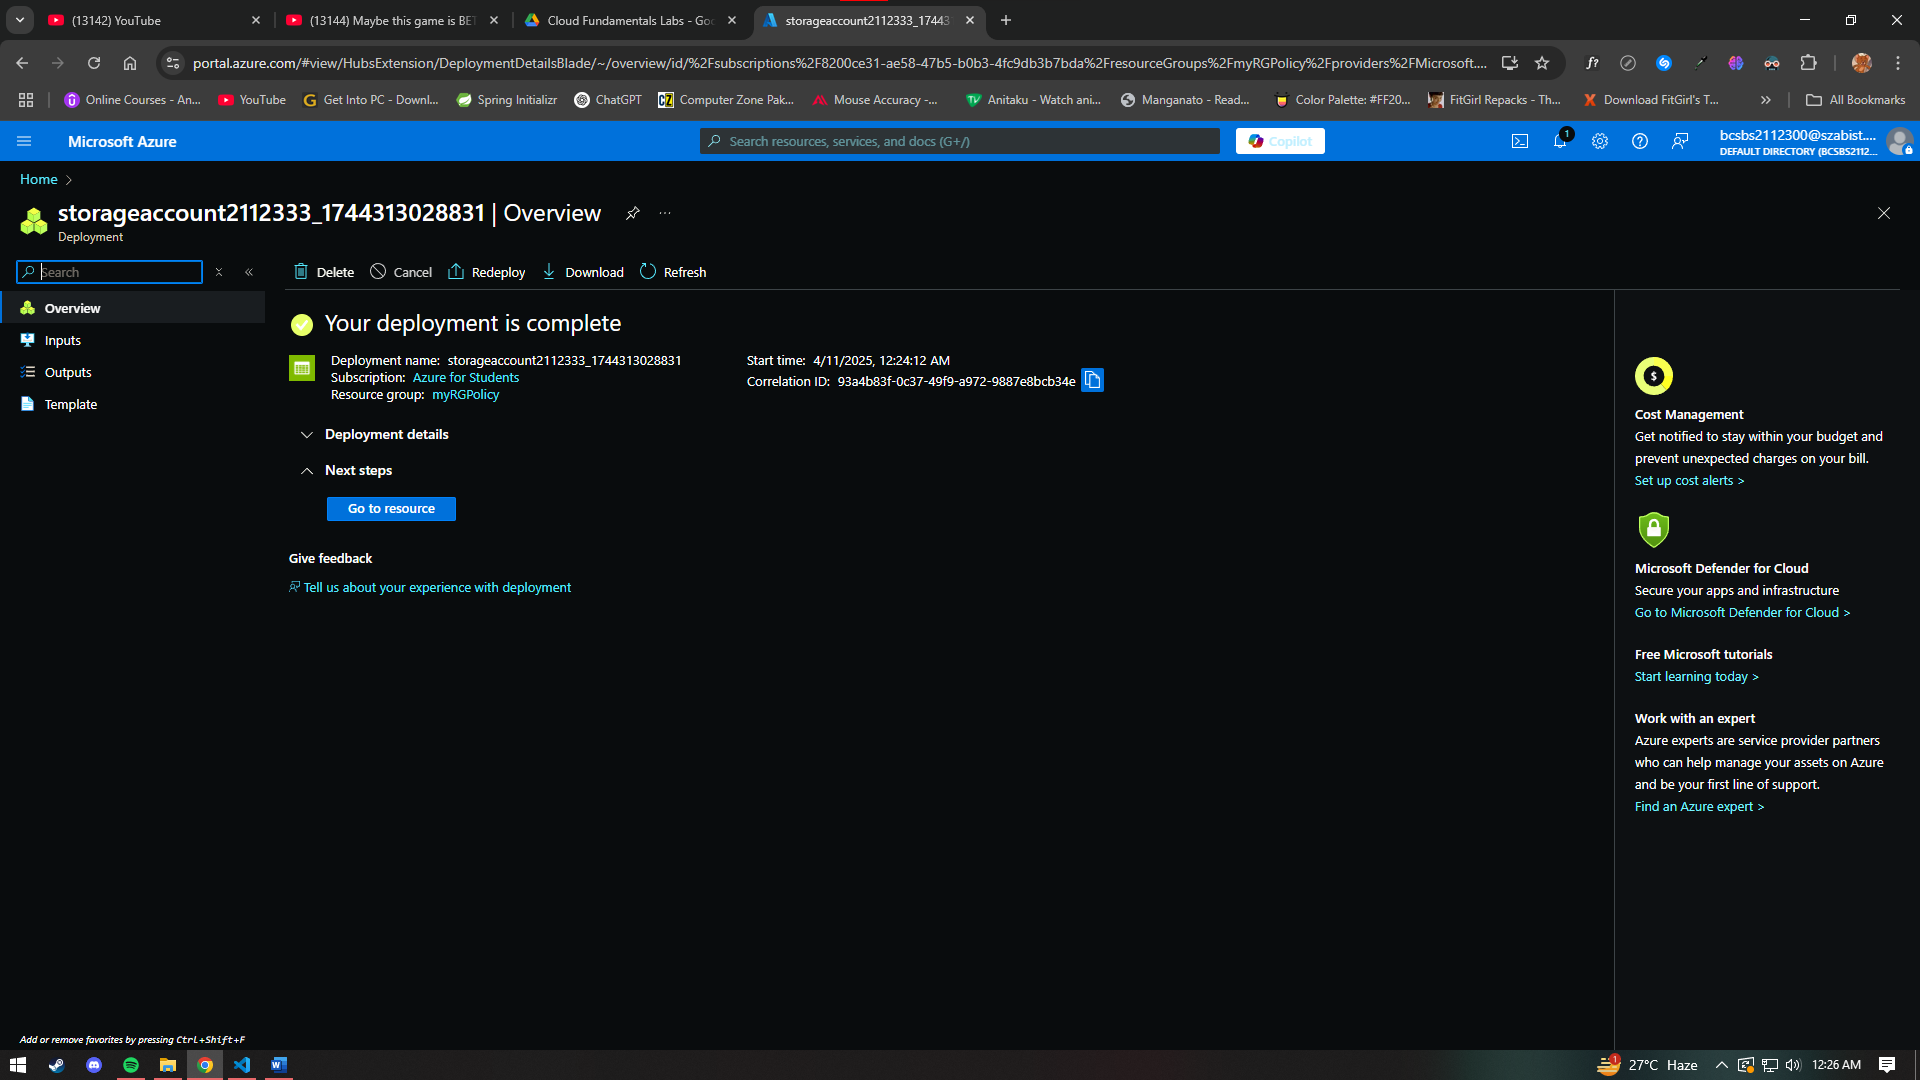 (13142) YouTube
(13144) Maybe this game is BET
Cloud Fundamentals Labs - Goo
storageaccount2112333_17443
portal.azure.com/#view/HubsExtension/DeploymentDetailsBlade/~/overview/id/%2Fsubscriptions%2F8200ce31-ae58-47b5-b0b3-4fc9db3b7bda%2FresourceGroups%2FmyRGPolicy%2Fproviders%2FMicrosoft....
f?
Online Courses - An...
YouTube
Get Into PC - Downl...
Spring Initializr
ChatGPT
Computer Zone Pak...
Mouse Accuracy -...
Anitaku - Watch ani...
Manganato - Read...
Color Palette: #FF20...
FitGirl Repacks - Th...
Download FitGirl's T...
All Bookmarks
Microsoft Azure
Search resources, services, and docs (G+/)
Copilot
1
bcsbs2112300@szabist....
DEFAULT DIRECTORY (BCSBS2112...
Home
storageaccount2112333_1744313028831 | Overview
Deployment
Search
Delete
Cancel
Redeploy
Download
Refresh
Overview
Inputs
Outputs
Template
Your deployment is complete
Deployment name: storageaccount2112333_1744313028831
Subscription: Azure for Students
Resource group: myRGPolicy
Start time: 4/11/2025, 12:24:12 AM
Correlation ID: 93a4b83f-0c37-49f9-a972-9887e8bcb34e
Deployment details
Next steps
Go to resource
Give feedback
Tell us about your experience with deployment
Cost Management
Get notified to stay within your budget and
prevent unexpected charges on your bill.
Set up cost alerts >
Microsoft Defender for Cloud
Secure your apps and infrastructure
Go to Microsoft Defender for Cloud >
Free Microsoft tutorials
Start learning today >
Work with an expert
Azure experts are service provider partners
who can help manage your assets on Azure
and be your first line of support.
Find an Azure expert >
Add or remove favorites by pressing Ctrl+Shift+F
1
27°C Haze
12:26 AM